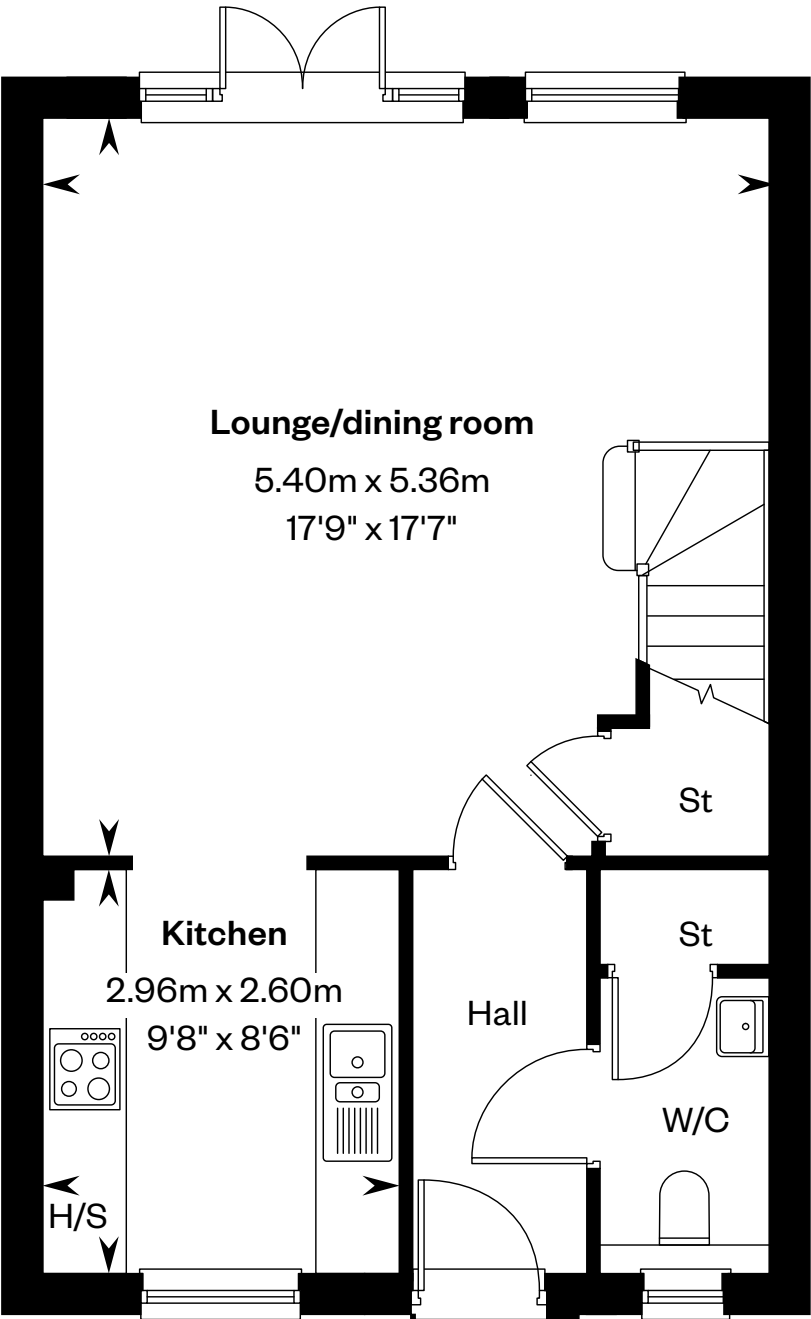 Lounge/dining room
5.40m x 5.36m
17'9" x 17'7"
St
Kitchen
2.96m x 2.60m
9'8" x 8'6"
St
Hall
W/C
H/S